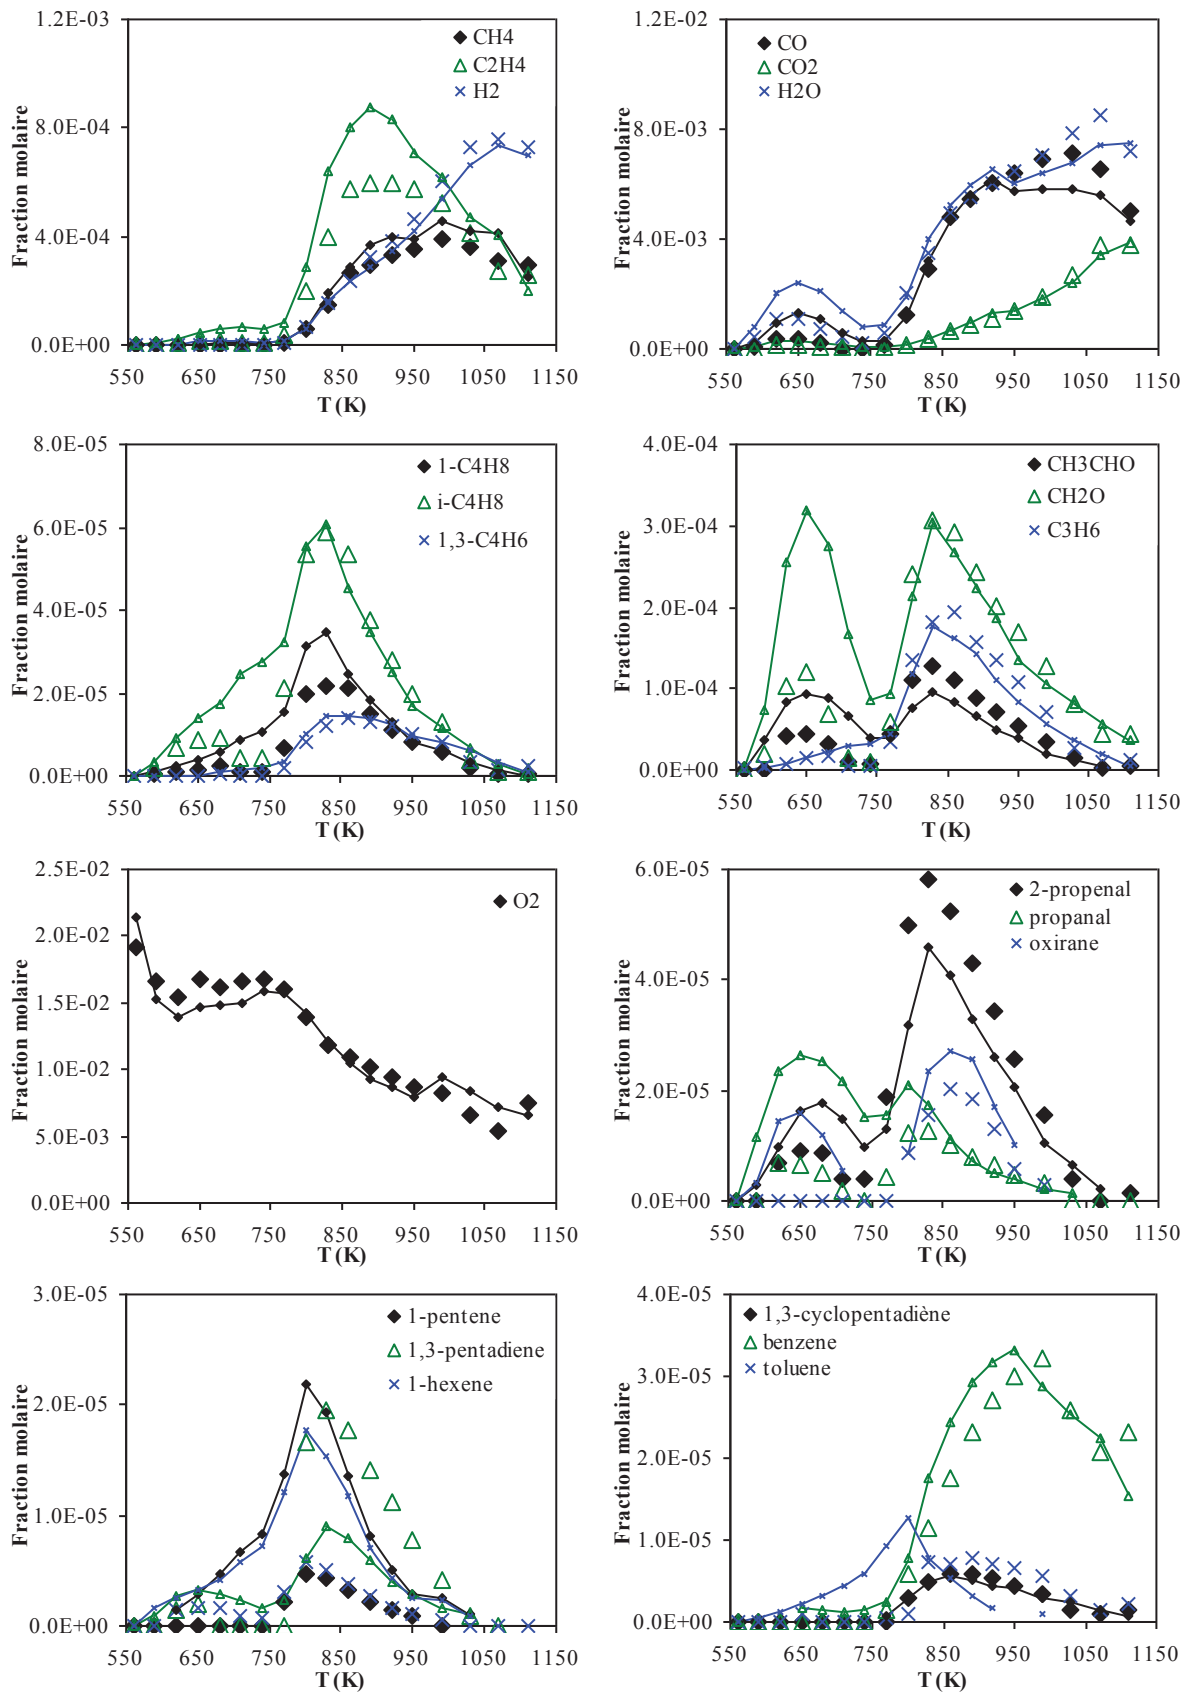 1.2E-03
8.0E-04
4.0E-04
0.0E+00
Fraction molaire
CH4
C2H4
H2
550 650 750 850 950 1050 1150
T (K)
1.2E-02
8.0E-03
4.0E-03
0.0E+00
Fraction molaire
CO
CO2
H2O
550 650 750 850 950 1050 1150
T (K)
8.0E-05
6.0E-05
4.0E-05
2.0E-05
0.0E+00
Fraction molaire
1-C4H8
i-C4H8
1,3-C4H6
550 650 750 850 950 1050 1150
T (K)
4.0E-04
3.0E-04
2.0E-04
1.0E-04
0.0E+00
Fraction molaire
CH3CHO
CH2O
C3H6
550 650 750 850 950 1050 1150
T (K)
2.5E-02
2.0E-02
1.5E-02
1.0E-02
5.0E-03
0.0E+00
Fraction molaire
O2
550 650 750 850 950 1050 1150
T (K)
6.0E-05
4.0E-05
2.0E-05
0.0E+00
Fraction molaire
2-propenal
propanal
oxirane
550 650 750 850 950 1050 1150
T (K)
3.0E-05
2.0E-05
1.0E-05
0.0E+00
Fraction molaire
1-pentene
1,3-pentadiene
1-hexene
550 650 750 850 950 1050 1150
T (K)
4.0E-05
3.0E-05
2.0E-05
1.0E-05
0.0E+00
Fraction molaire
1,3-cyclopentadiène
benzene
toluene
550 650 750 850 950 1050 1150
T (K)